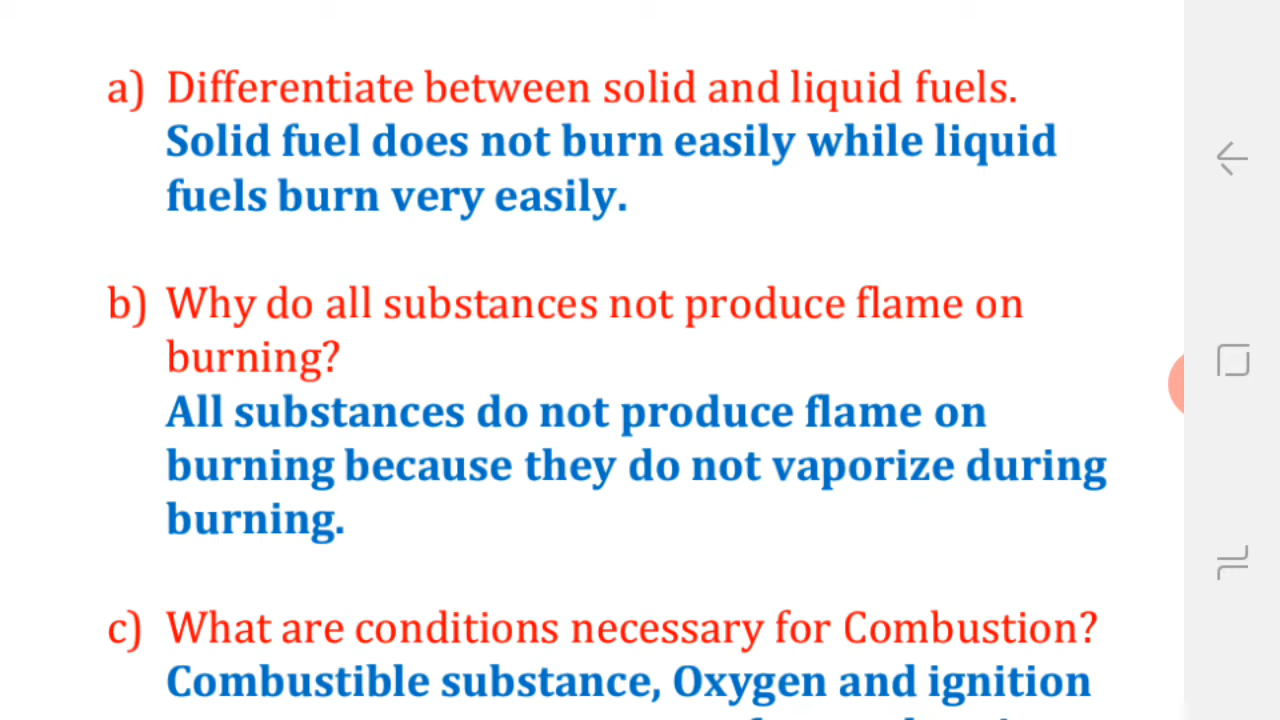 a) Differentiate between solid and liquid fuels.
Solid fuel does not burn easily while liquid
fuels burn very easily.
b) Why do all substances not produce flame on
burning?
All substances do not produce flame on
burning because they do not vaporize during
burning.
c) What are conditions necessary for Combustion?
Combustible substance, Oxygen and ignition